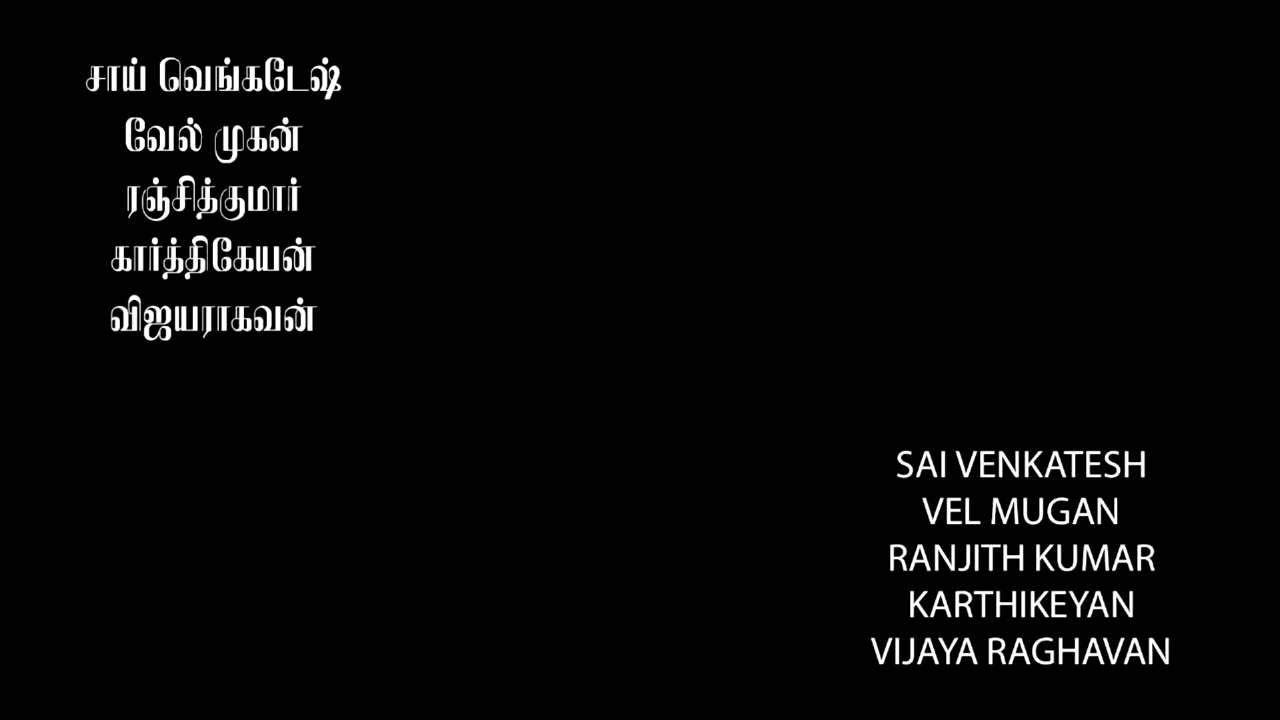 சாய் வெங்கடேஷ்
வேல் முகன்
ரஞ்சித்குமார்
கார்த்திகேயன்
விஜயராகவன்
SAI VENKATESH
VEL MUGAN
RANJITH KUMAR
KARTHIKEYAN
VIJAYA RAGHAVAN